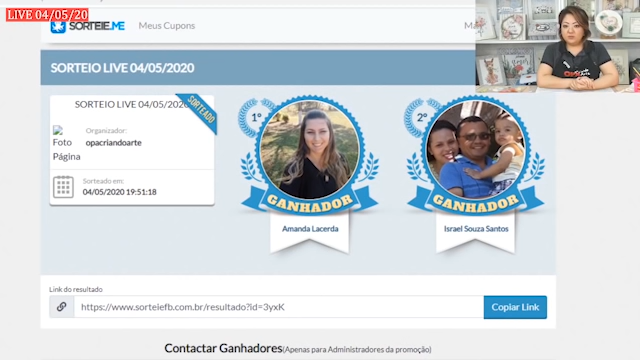 LIVE 04/05/20
SORTEIE.ME
Meus Cupons
SORTEIO LIVE 04/05/2020
SORTEIO LIVE 04/05/2020
SORTEADO
Foto
Página
Organizador:
opacriandoarte
Sorteado em:
04/05/2020 19:51:18
1º
GANHADOR
Amanda Lacerda
2º
GANHADOR
Israel Souza Santos
Link do resultado
https://www.sorteiefb.com.br/resultado?id=3yxK
Copiar Link
Contactar Ganhadores(Apenas para Administradores da promoção)